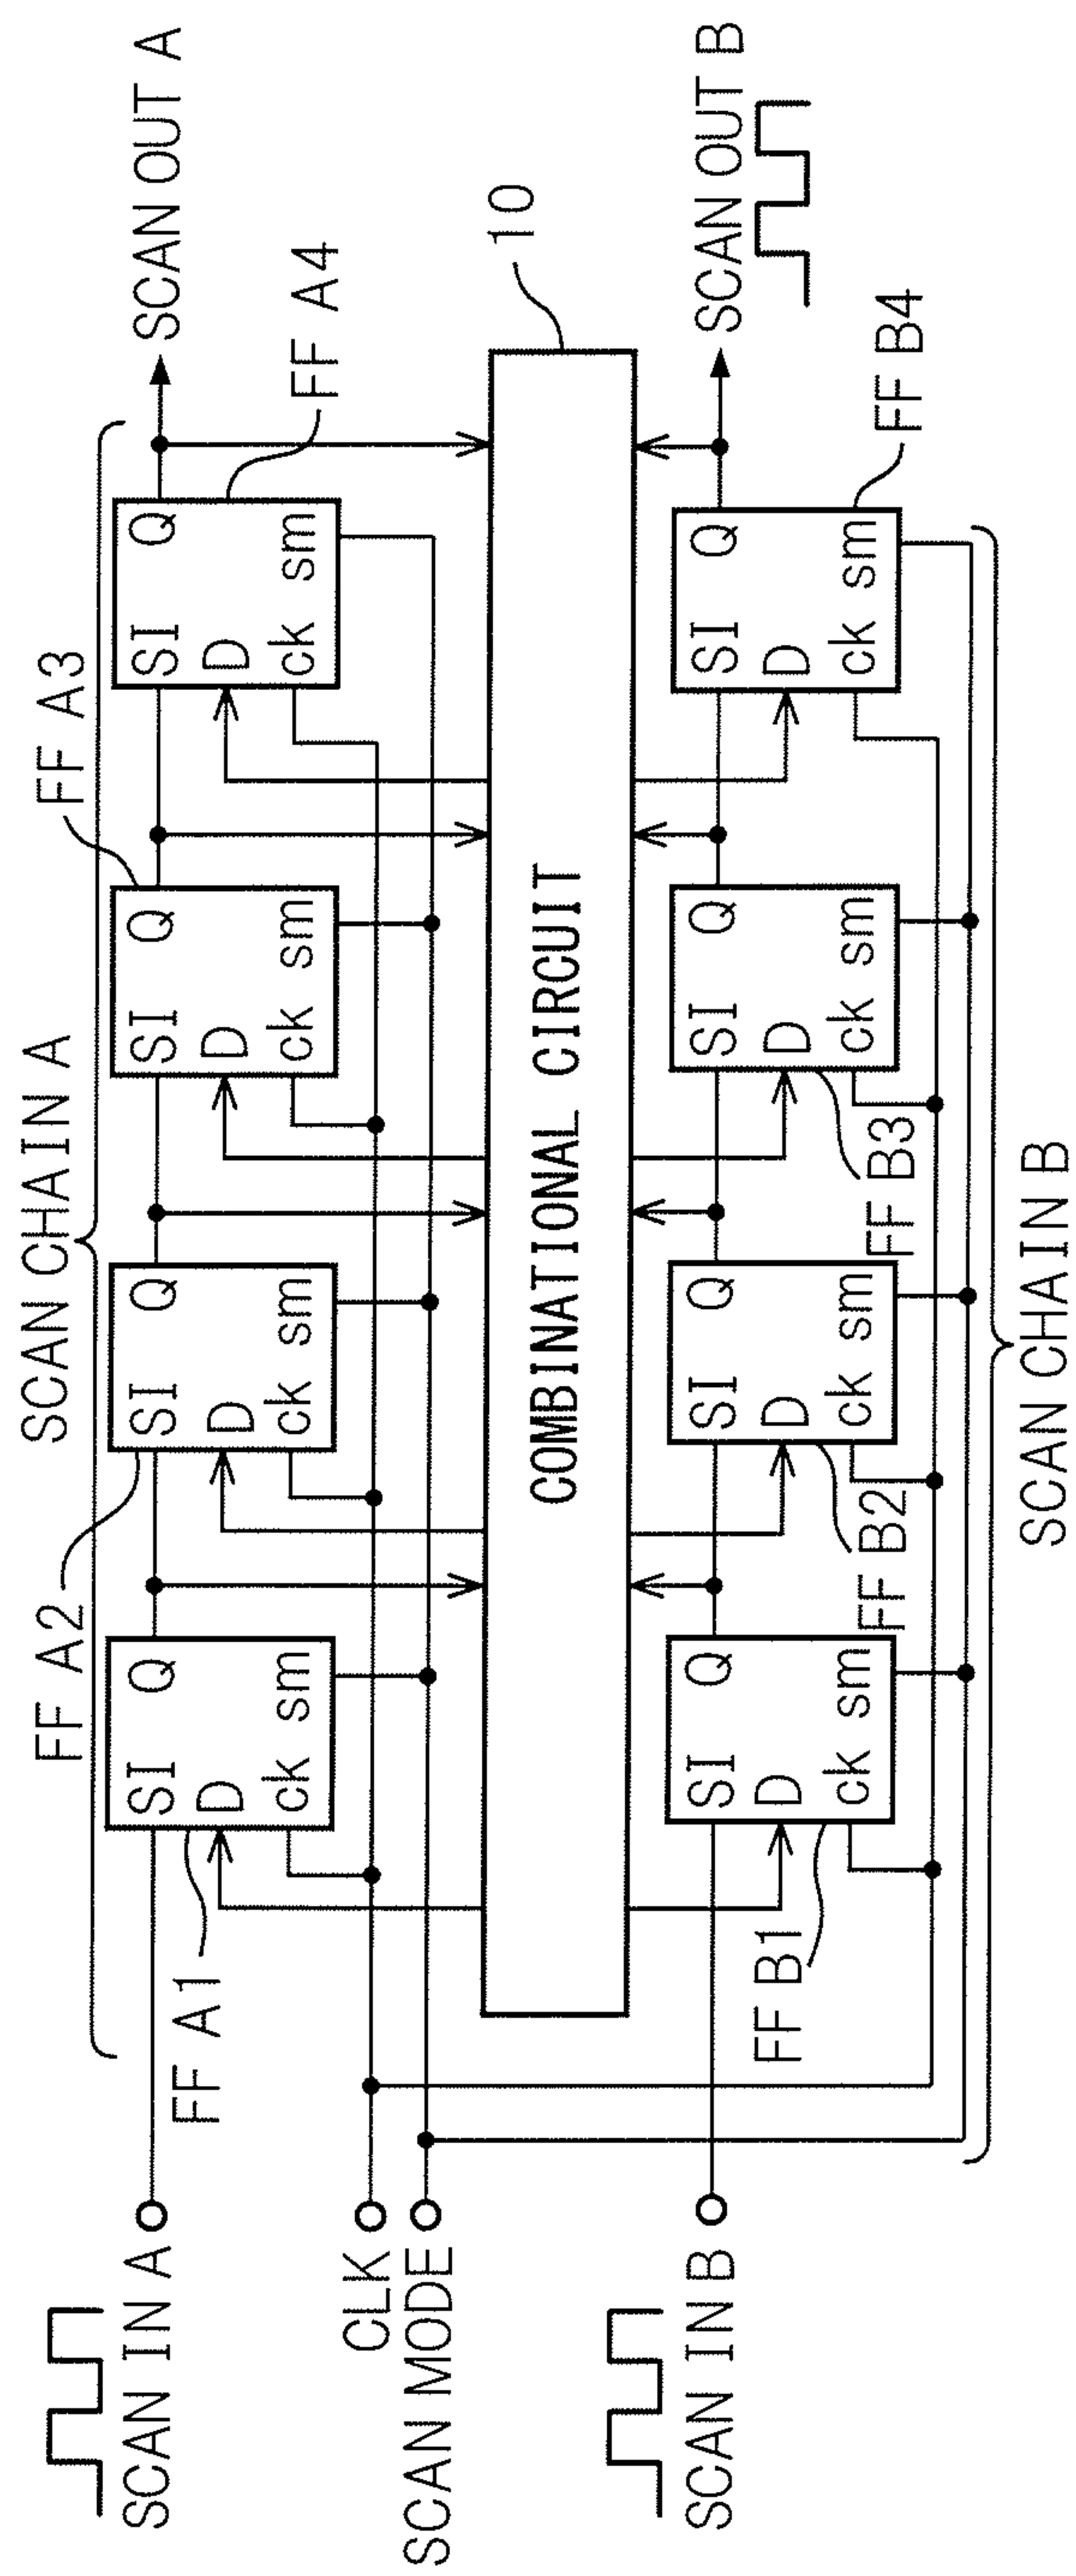 SCAN CHAIN A
FF A2
FF A3
SCAN IN A
SI Q
D
ck sm
SI Q
D
ck sm
SI Q
D
ck sm
SI Q
D
ck sm
SCAN OUT A
FF A1
FF A4
CLK
SCAN MODE
10
COMBINATIONAL CIRCUIT
SCAN IN B
SI Q
D
ck sm
SI Q
D
ck sm
SI Q
D
ck sm
SI Q
D
ck sm
SCAN OUT B
FF B1
FF B2
FF B3
FF B4
SCAN CHAIN B